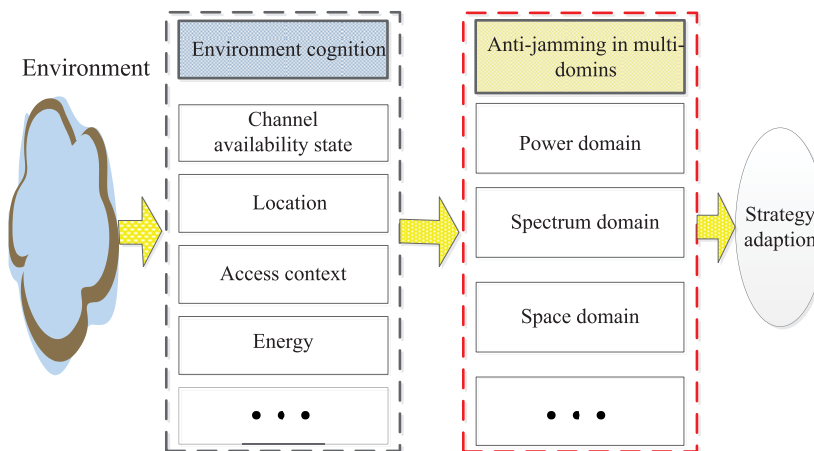 Environment
Environment cognition
Channel
availability state
Location
Access context
Energy
• • •
Anti-jamming in multi-
domins
Power domain
Spectrum domain
Space domain
• • •
Strategy
adaption